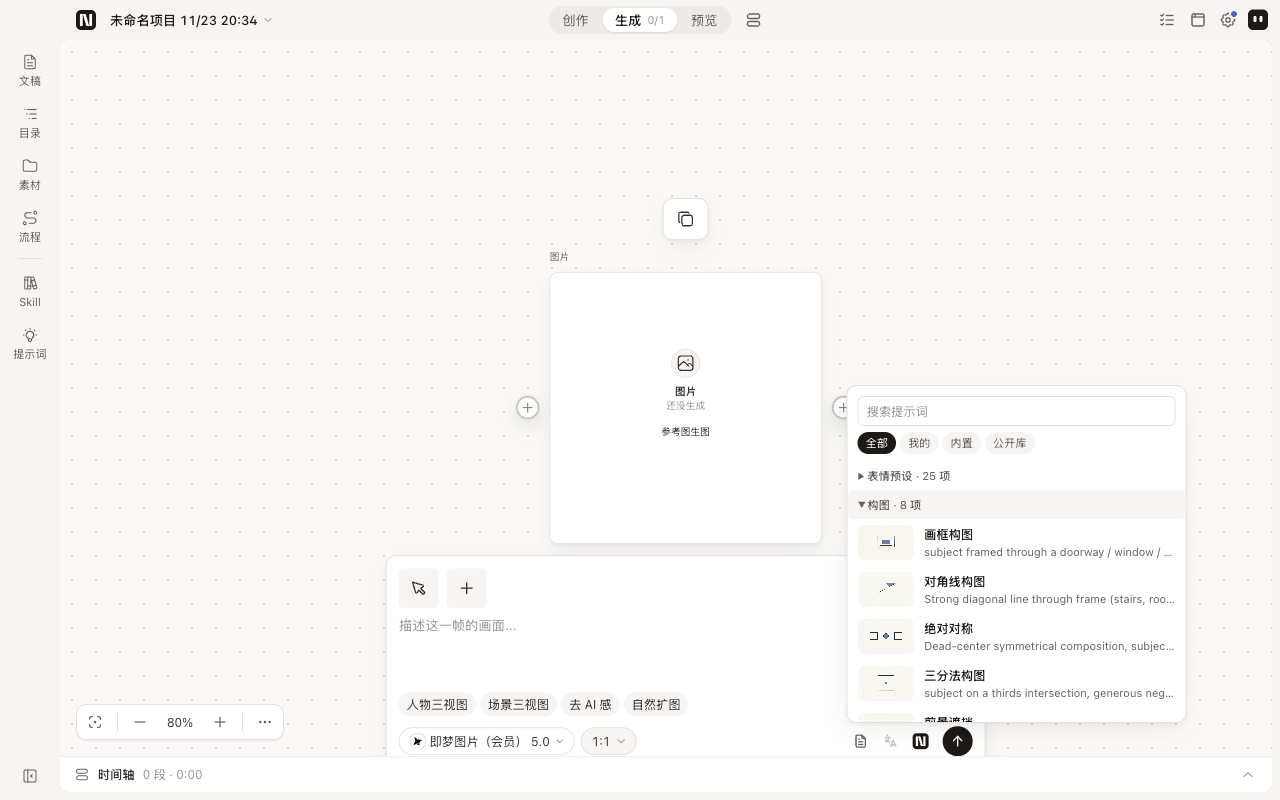 未命名项目 11/23 20:34
创作
生成 0/1
预览
文稿
目录
素材
流程
Skill
提示词
图片
图片
还没生成
参考图生图
搜索提示词
全部
我的
内置
公开库
表情预设 · 25 项
构图 · 8 项
画框构图
subject framed through a doorway / window / ...
对角线构图
Strong diagonal line through frame (stairs, roo...
绝对对称
Dead-center symmetrical composition, subjec...
三分法构图
subject on a thirds intersection, generous neg...
描述这一帧的画面...
人物三视图
场景三视图
去 AI 感
自然扩图
即梦图片（会员） 5.0
1:1
80%
时间轴 0 段 · 0:00